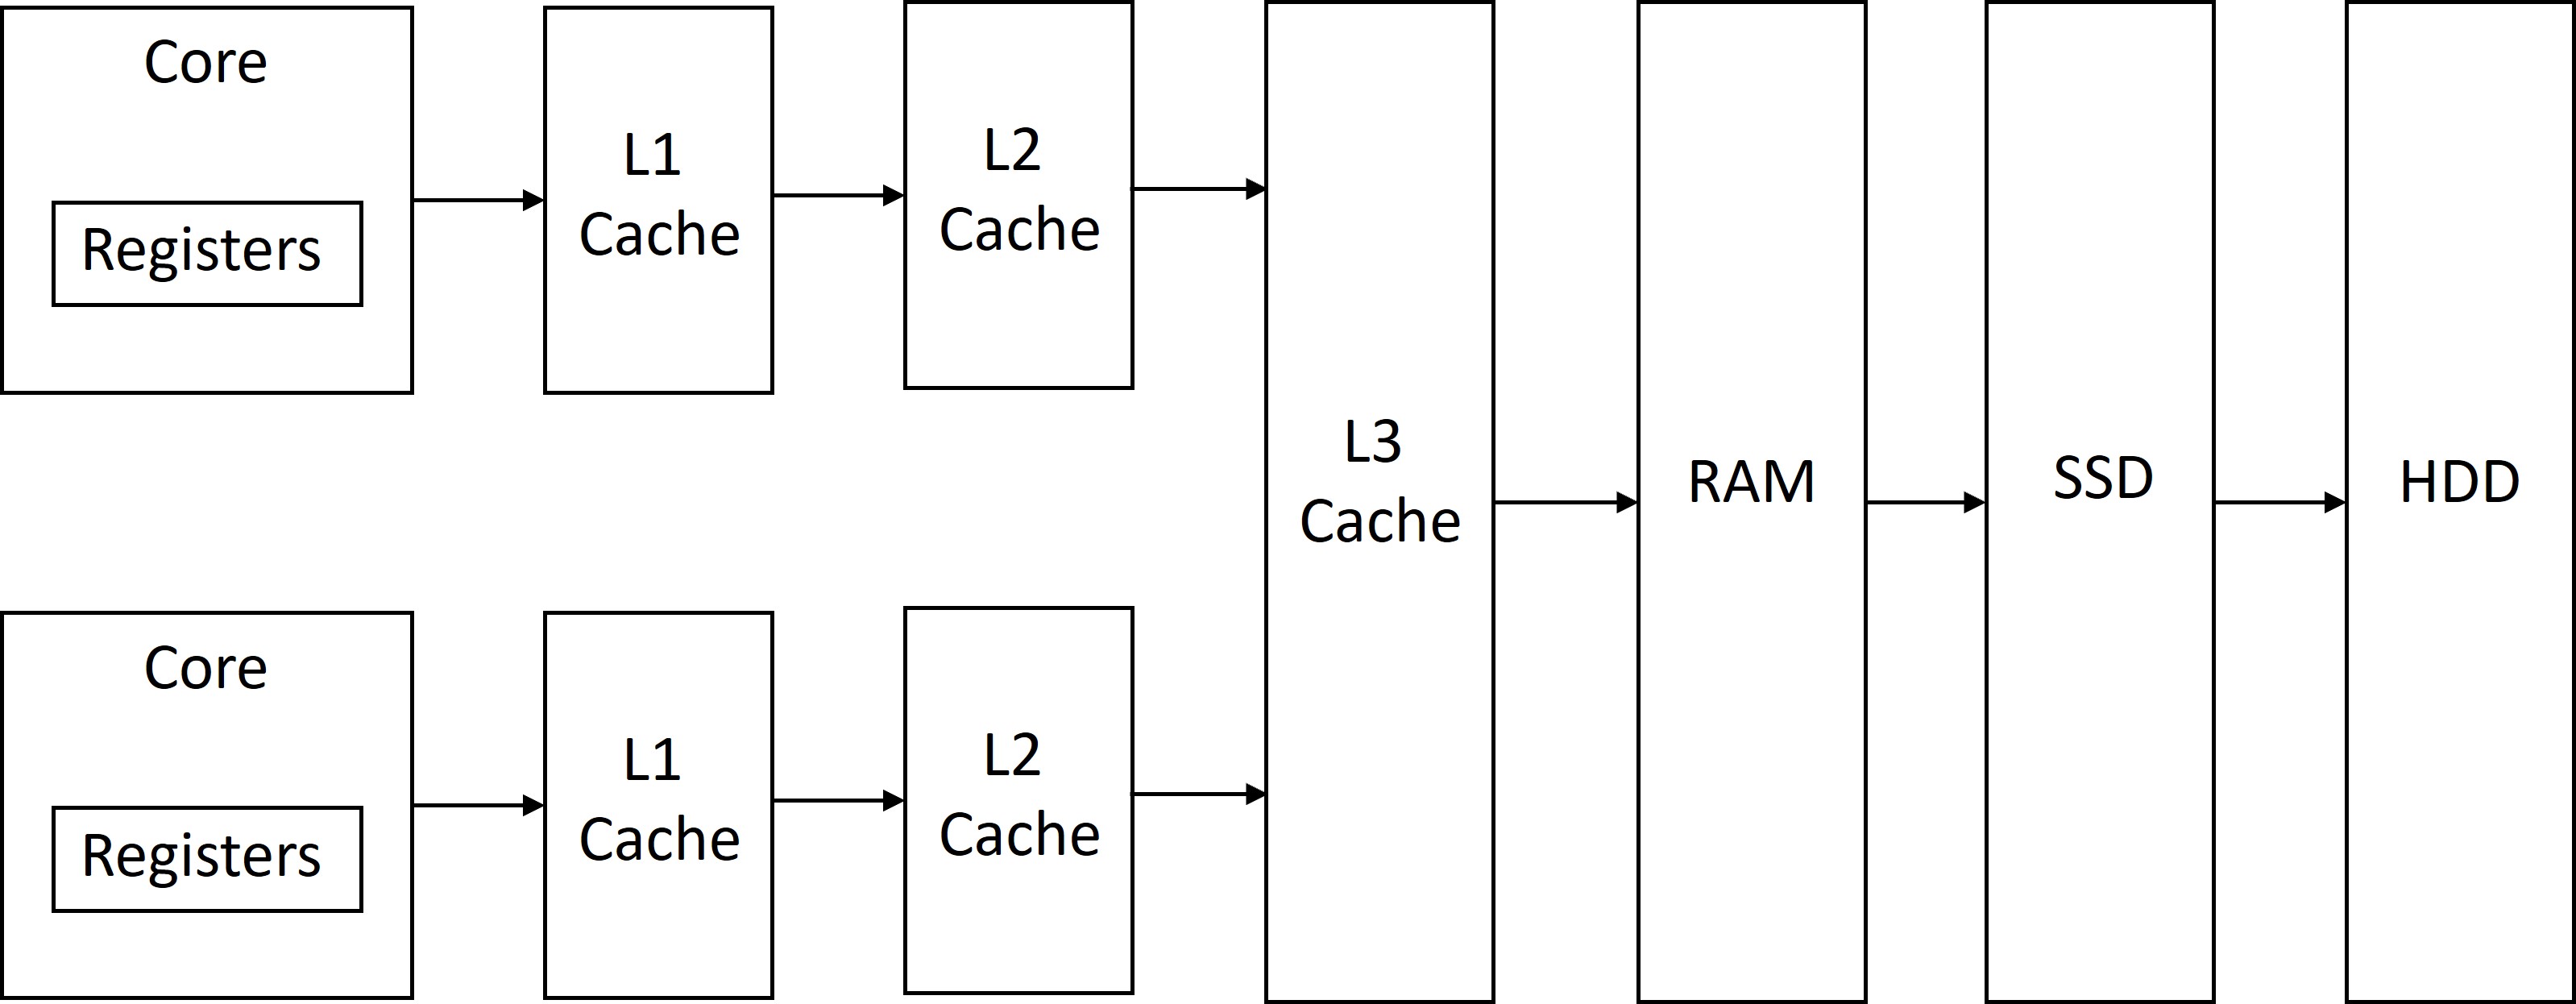 Core
Registers
L1
Cache
L2
Cache
Core
Registers
L1
Cache
L2
Cache
L3
Cache
RAM
SSD
HDD